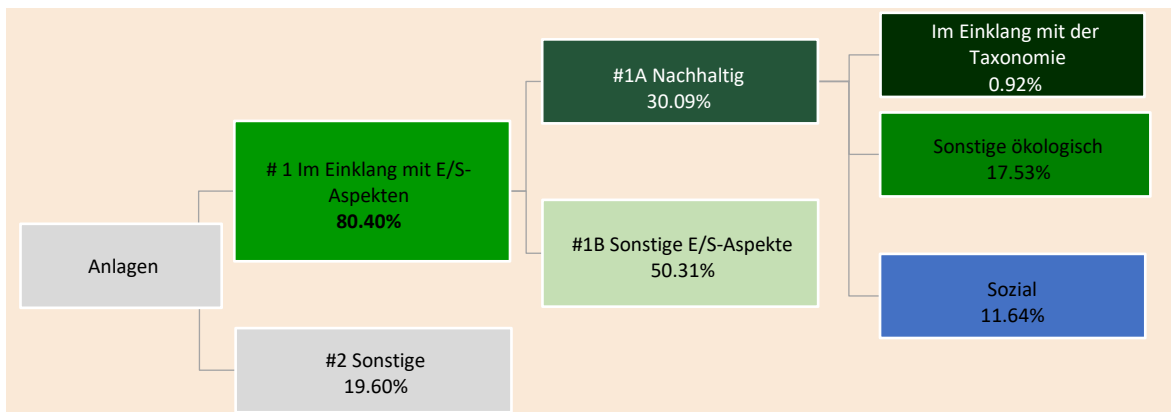 Anlagen
# 1 Im Einklang mit E/S-
Aspekten
80.40%
#2 Sonstige
19.60%
#1A Nachhaltig
30.09%
#1B Sonstige E/S-Aspekte
50.31%
Im Einklang mit der
Taxonomie
0.92%
Sonstige ökologisch
17.53%
Sozial
11.64%